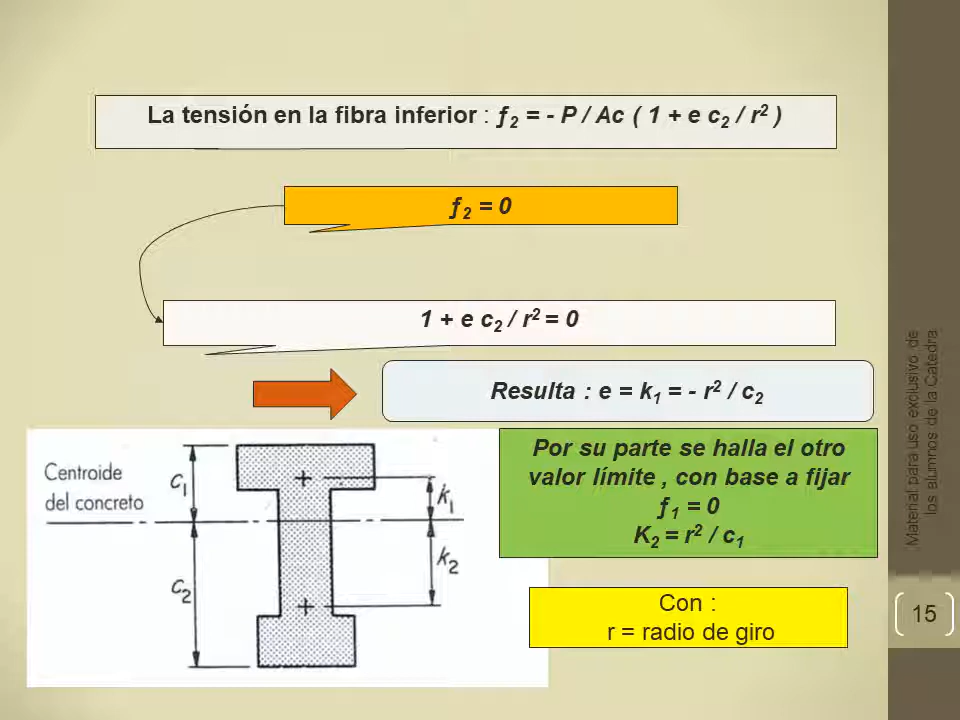 La tensión en la fibra inferior : ƒ₂ = - P / Ac ( 1 + e c₂ / r² )
ƒ₂ = 0
1 + e c₂ / r² = 0
Resulta : e = k₁ = - r² / c₂
Por su parte se halla el otro
valor límite , con base a fijar
ƒ₁ = 0
K₂ = r² / c₁
Centroide
del concreto
c₁
k₁
k₂
c₂
Con :
r = radio de giro
Material para uso exclusivo de
los alumnos de la Catedra
15